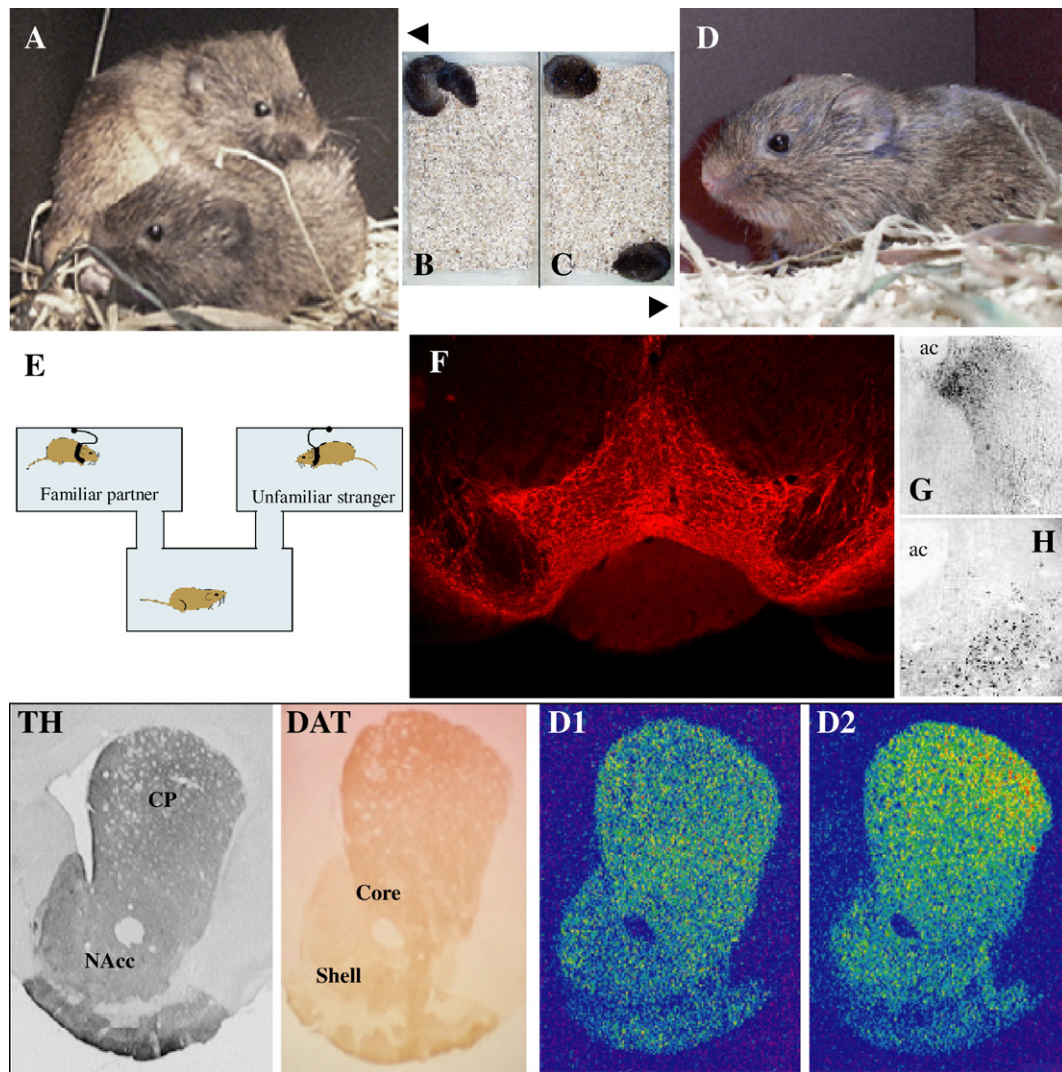 A
B
C
D
E
Familiar partner
Unfamiliar stranger
F
ac
G
ac
H
TH
CP
NAcc
DAT
Core
Shell
D1
D2